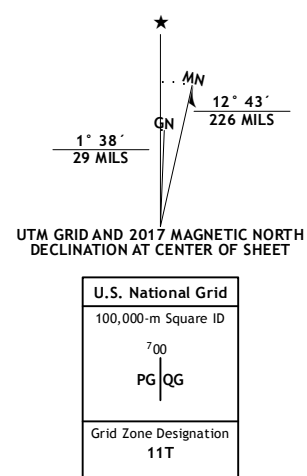 ★
MN
GN
12° 43´
226 MILS
1° 38´
29 MILS
UTM GRID AND 2017 MAGNETIC NORTH
DECLINATION AT CENTER OF SHEET
U.S. National Grid
100,000-m Square ID
700
PG QG
Grid Zone Designation
11T